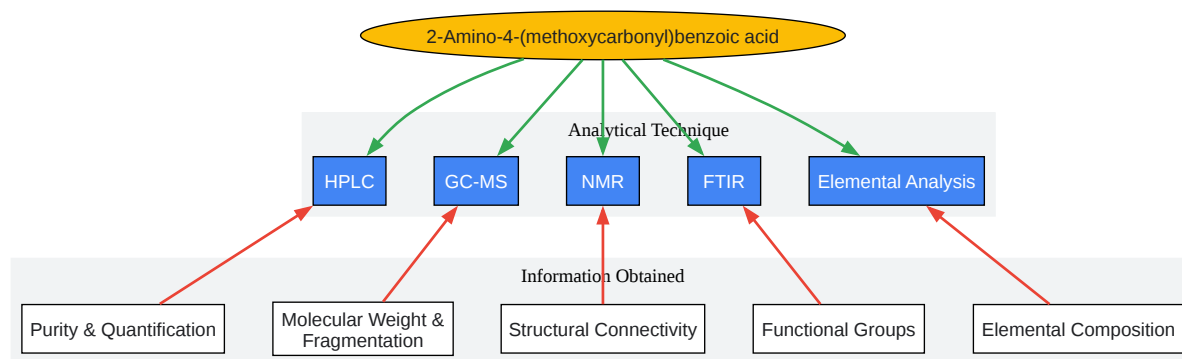 2-Amino-4-(methoxycarbonyl)benzoic acid
Analytical Technique
HPLC
GC-MS
NMR
FTIR
Elemental Analysis
Information Obtained
Purity & Quantification
Molecular Weight &
Fragmentation
Structural Connectivity
Functional Groups
Elemental Composition